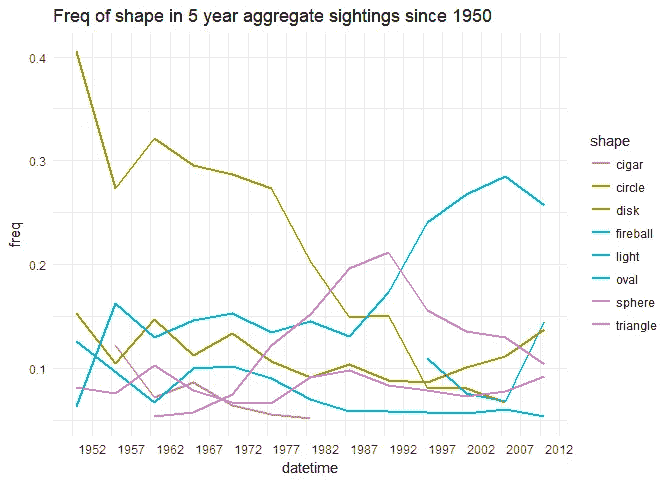 Freq of shape in 5 year aggregate sightings since 1950
0.4
0.3
0.2
0.1
freq
1952 1957 1962 1967 1972 1977 1982 1987 1992 1997 2002 2007 2012
datetime
shape
cigar
circle
disk
fireball
light
oval
sphere
triangle